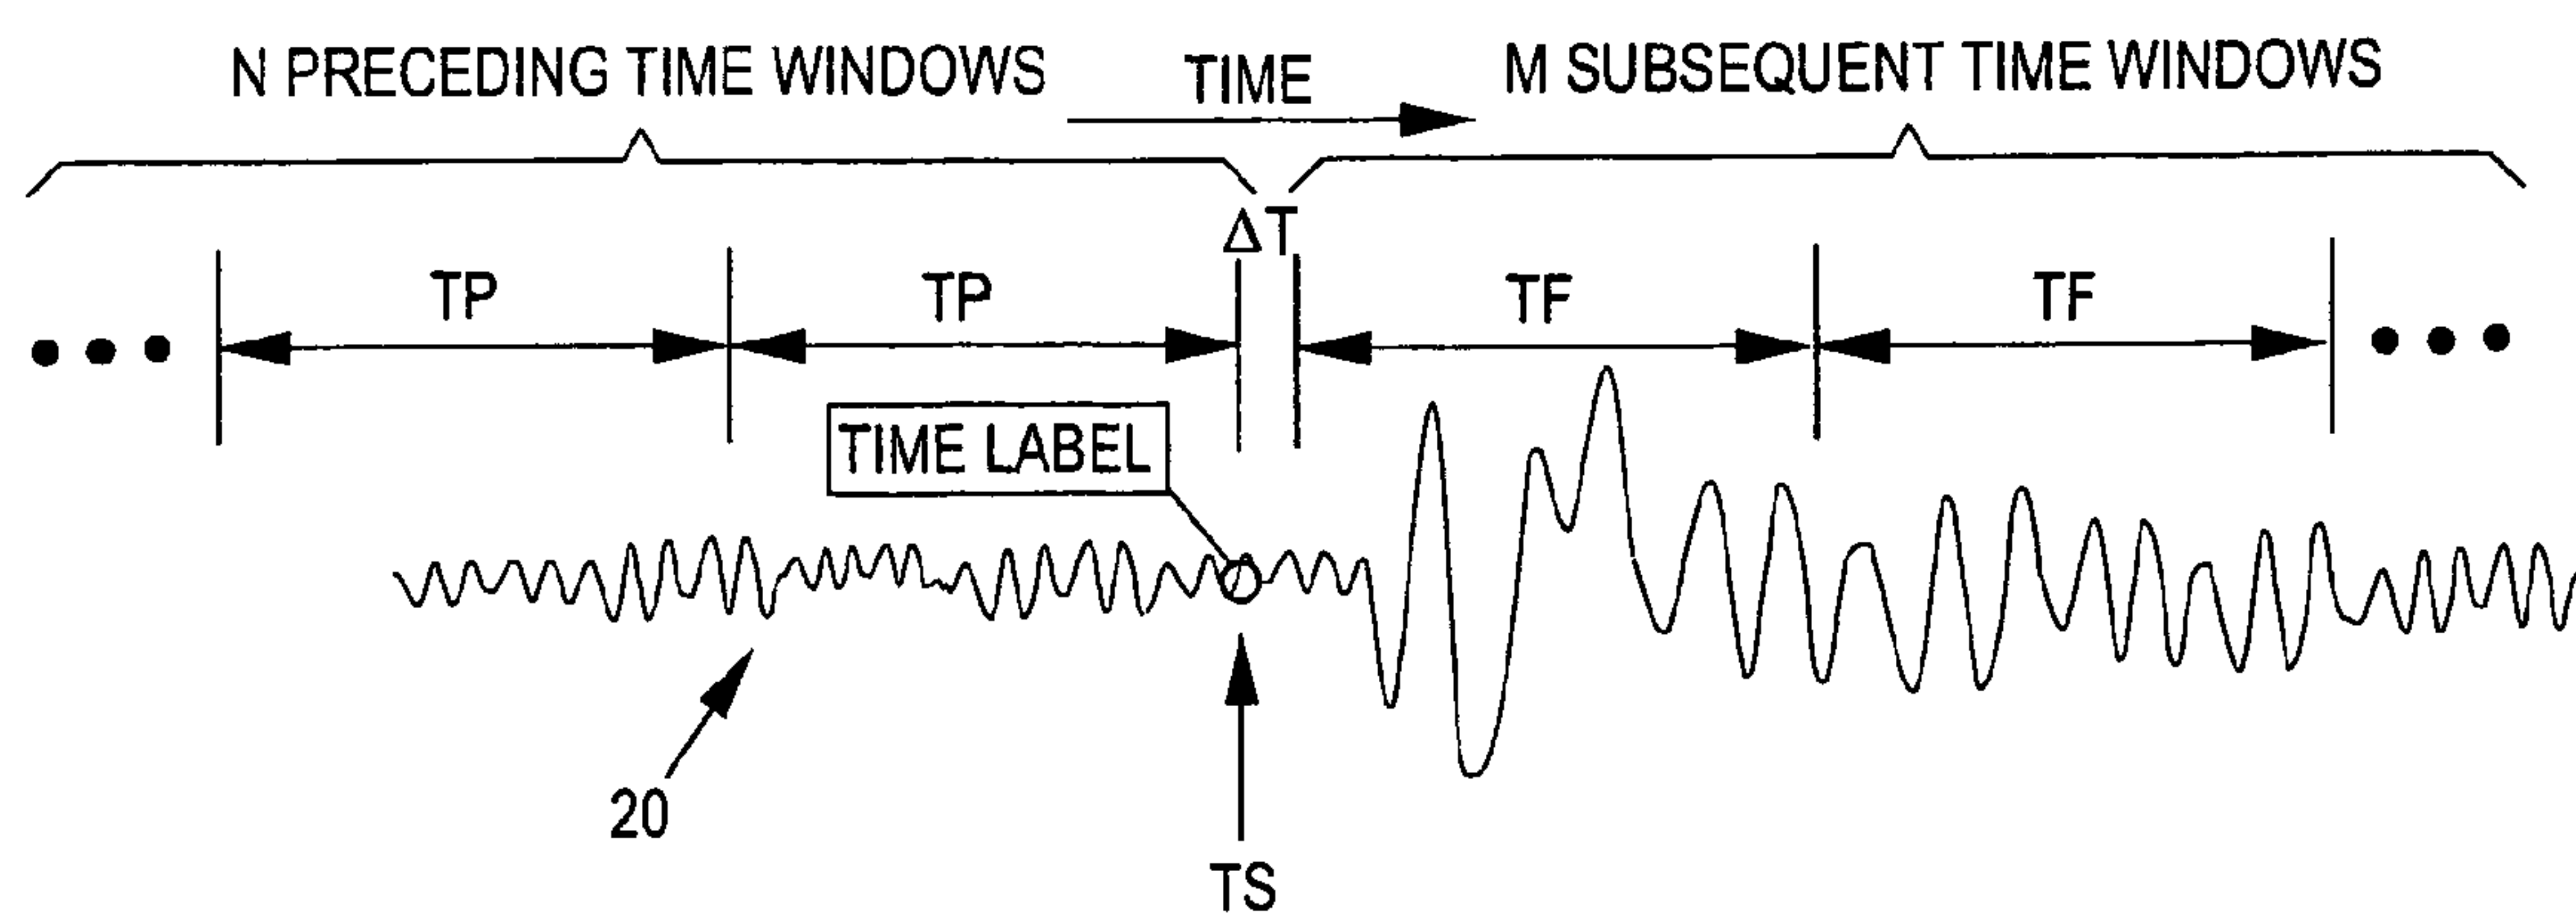 N PRECEDING TIME WINDOWS
TIME
M SUBSEQUENT TIME WINDOWS
ΔT
TP
TP
TF
TF
TIME LABEL
20
TS